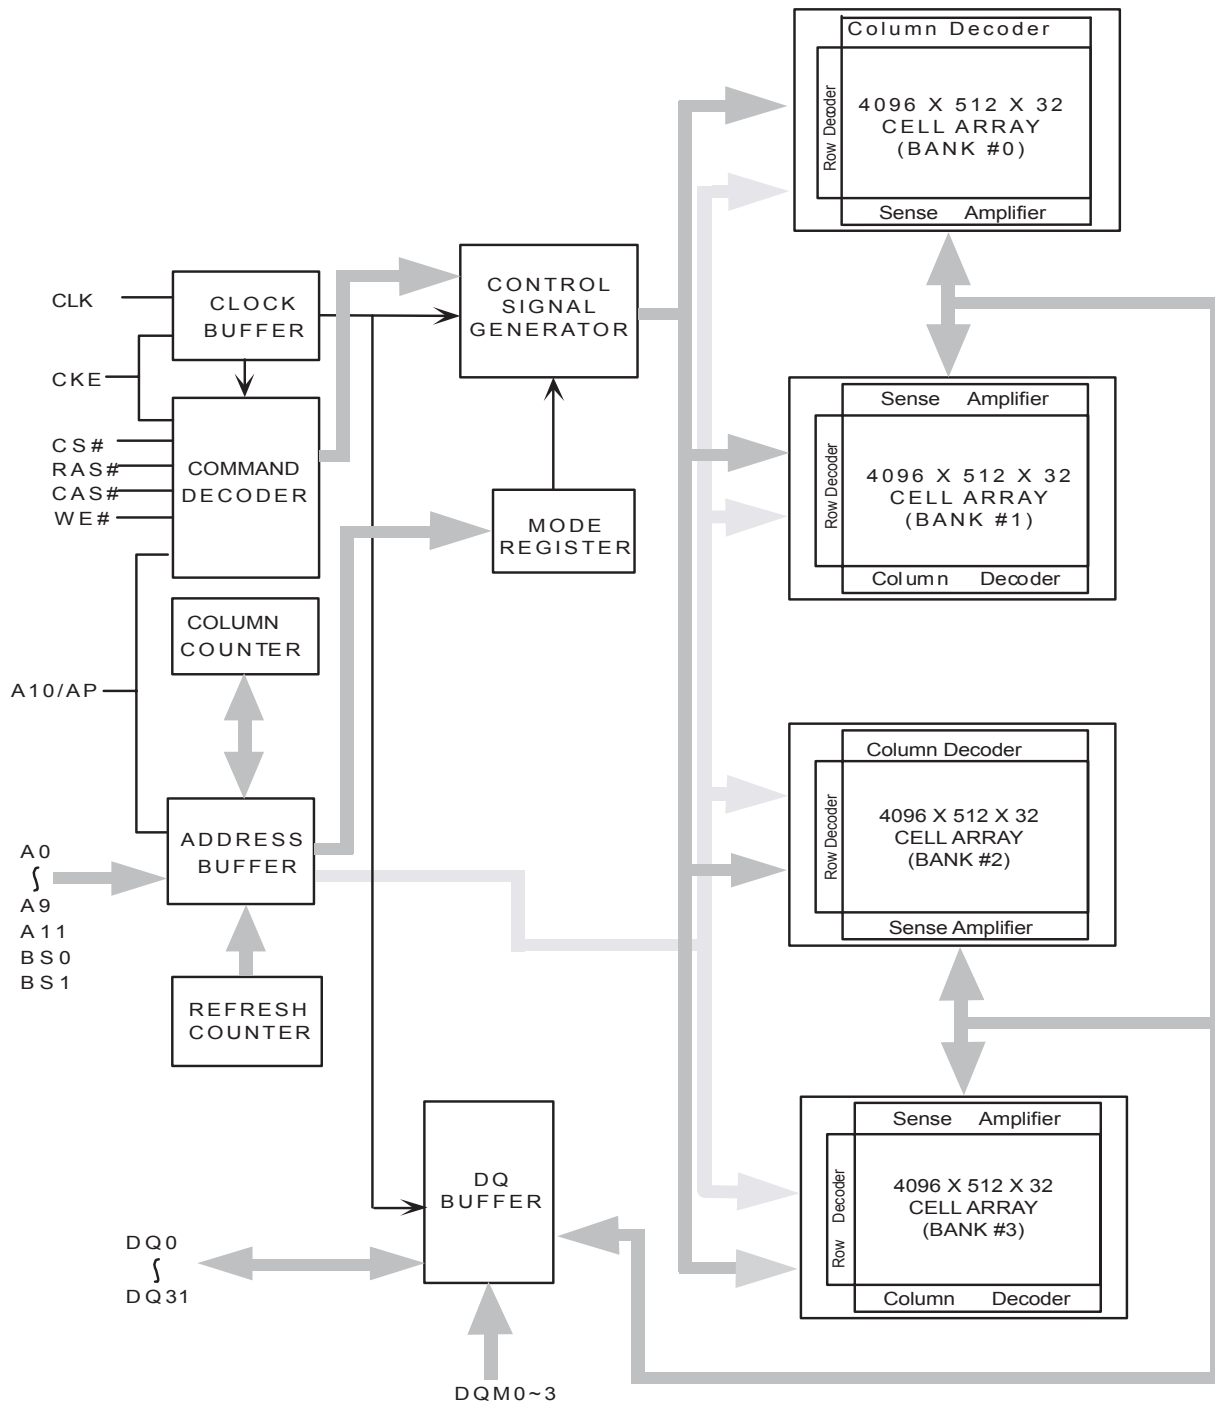 Column Decoder
Row Decoder
4096 X 512 X 32
CELL ARRAY
(BANK #0)
Sense Amplifier
CLK
CKE
CS#
RAS#
CAS#
WE#
A10/AP
CLOCK
BUFFER
COMMAND
DECODER
CONTROL
SIGNAL
GENERATOR
MODE
REGISTER
Sense Amplifier
Row Decoder
4096 X 512 X 32
CELL ARRAY
(BANK #1)
Column Decoder
COLUMN
COUNTER
ADDRESS
BUFFER
A0
∫
A9
A11
BS0
BS1
REFRESH
COUNTER
Column Decoder
Row Decoder
4096 X 512 X 32
CELL ARRAY
(BANK #2)
Sense Amplifier
Sense Amplifier
Row Decoder
4096 X 512 X 32
CELL ARRAY
(BANK #3)
Column Decoder
DQ
BUFFER
DQ0
∫
DQ31
DQM0~3